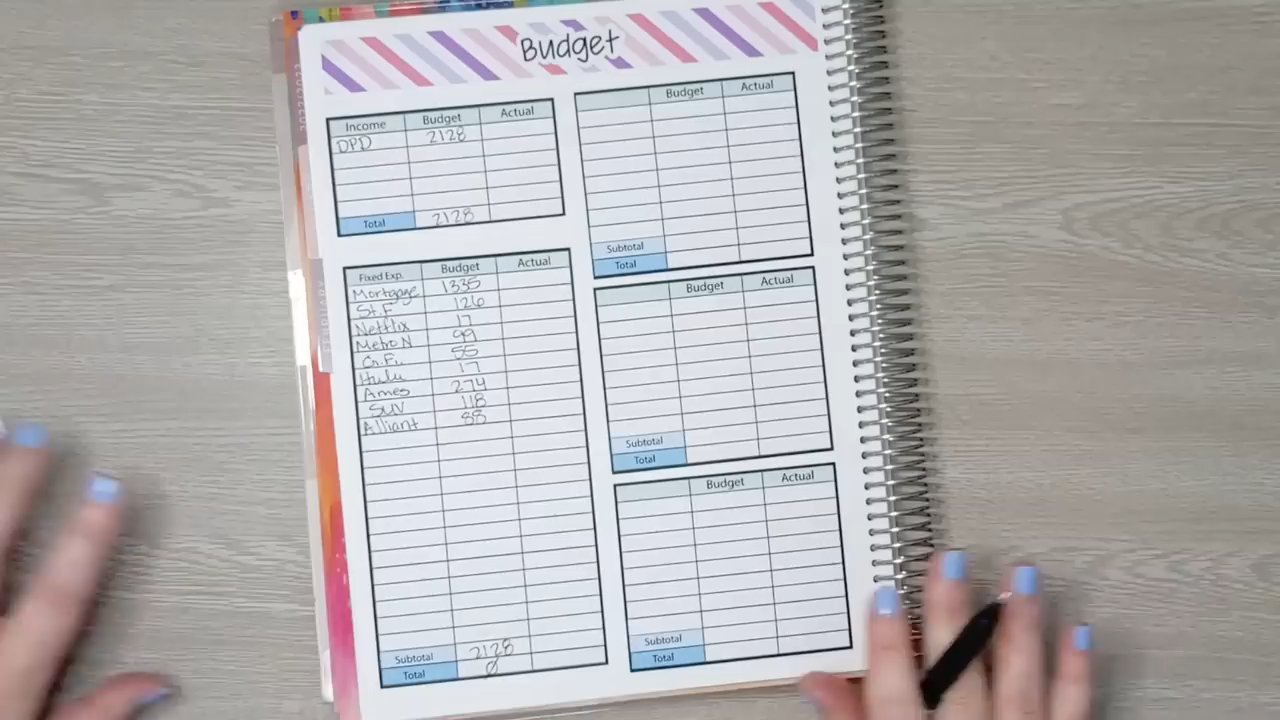 Budget
Income Budget Actual
DPD 2128
Total 2128
Fixed Exp. Budget Actual
Mortgage 1335
St. F 126
Netflix 17
Metro N 99
Cr. Fu 55
Hulu 17
Ames 274
SUV 118
Alliant 88
Subtotal 2128
Total 0
Budget Actual
Subtotal
Total
Budget Actual
Subtotal
Total
Budget Actual
Subtotal
Total